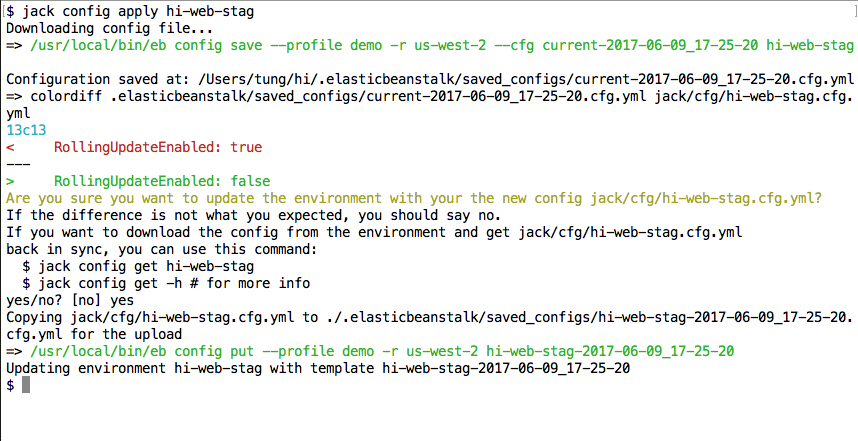 $ jack config apply hi-web-stag
Downloading config file...
=> /usr/local/bin/eb config save --profile demo -r us-west-2 --cfg current-2017-06-09_17-25-20 hi-web-stag
Configuration saved at: /Users/tung/hi/.elasticbeanstalk/saved_configs/current-2017-06-09_17-25-20.cfg.yml
=> colordiff .elasticbeanstalk/saved_configs/current-2017-06-09_17-25-20.cfg.yml jack/cfg/hi-web-stag.cfg.
yml
13c13
<     RollingUpdateEnabled: true
---
>     RollingUpdateEnabled: false
Are you sure you want to update the environment with your the new config jack/cfg/hi-web-stag.cfg.yml?
If the difference is not what you expected, you should say no.
If you want to download the config from the environment and get jack/cfg/hi-web-stag.cfg.yml
back in sync, you can use this command:
  $ jack config get hi-web-stag
  $ jack config get -h # for more info
yes/no? [no] yes
Copying jack/cfg/hi-web-stag.cfg.yml to ./.elasticbeanstalk/saved_configs/hi-web-stag-2017-06-09_17-25-20.
cfg.yml for the upload
=> /usr/local/bin/eb config put --profile demo -r us-west-2 hi-web-stag-2017-06-09_17-25-20
Updating environment hi-web-stag with template hi-web-stag-2017-06-09_17-25-20
$